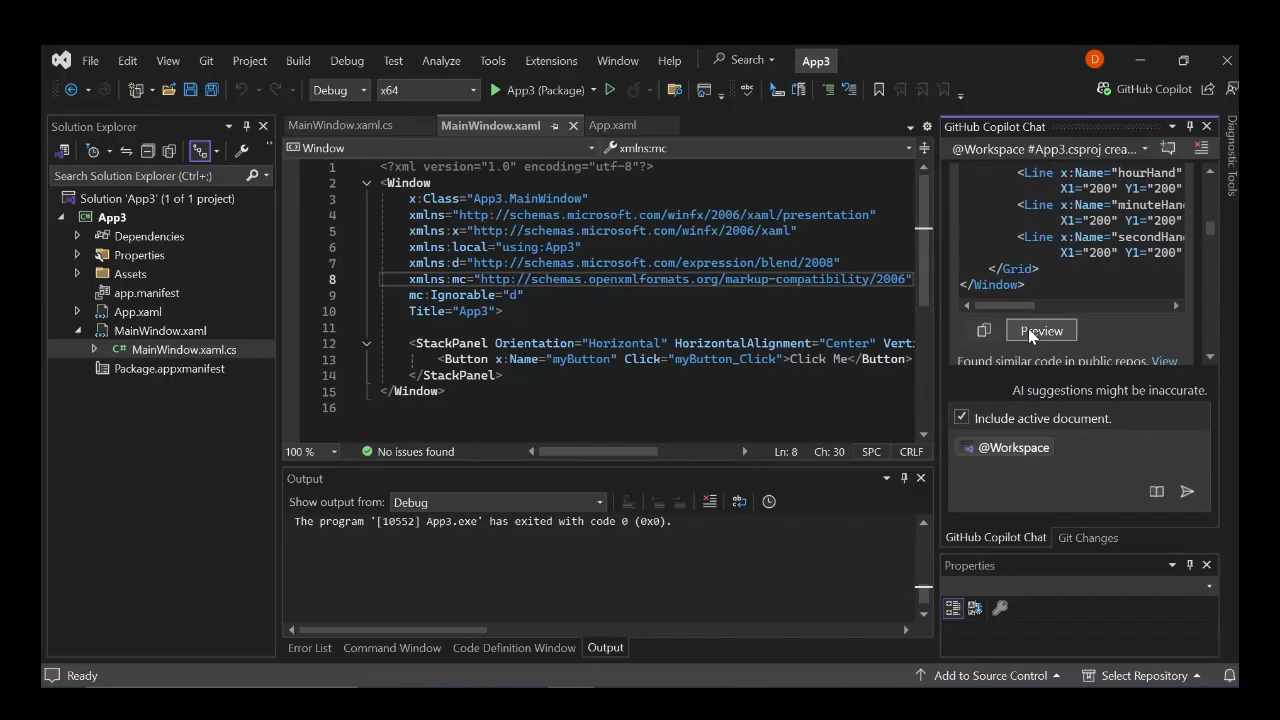 File Edit View Git Project Build Debug Test Analyze Tools Extensions Window Help Search App3 D
Debug x64 App3 (Package) GitHub Copilot
Solution Explorer
Search Solution Explorer (Ctrl+;)
Solution 'App3' (1 of 1 project)
App3
Dependencies
Properties
Assets
app.manifest
App.xaml
MainWindow.xaml
MainWindow.xaml.cs
Package.appxmanifest
MainWindow.xaml.cs MainWindow.xaml App.xaml
Window xmlns:mc
1 <?xml version="1.0" encoding="utf-8"?>
2 <Window
3 x:Class="App3.MainWindow"
4 xmlns="http://schemas.microsoft.com/winfx/2006/xaml/presentation"
5 xmlns:x="http://schemas.microsoft.com/winfx/2006/xaml"
6 xmlns:local="using:App3"
7 xmlns:d="http://schemas.microsoft.com/expression/blend/2008"
8 xmlns:mc="http://schemas.openxmlformats.org/markup-compatibility/2006"
9 mc:Ignorable="d"
10 Title="App3">
11
12 <StackPanel Orientation="Horizontal" HorizontalAlignment="Center" Verti
13 <Button x:Name="myButton" Click="myButton_Click">Click Me</Button>
14 </StackPanel>
15 </Window>
16
100 % No issues found Ln: 8 Ch: 30 SPC CRLF
Output
Show output from: Debug
The program '[10552] App3.exe' has exited with code 0 (0x0).
Error List Command Window Code Definition Window Output
GitHub Copilot Chat
@Workspace #App3.csproj crea...
<Line x:Name="hourHand"
X1="200" Y1="200"
<Line x:Name="minuteHan
X1="200" Y1="200"
<Line x:Name="secondHan
X1="200" Y1="200"
</Grid>
</Window>
Preview
Found similar code in public repos. View
AI suggestions might be inaccurate.
Include active document.
@Workspace
GitHub Copilot Chat Git Changes
Properties
Diagnostic Tools
Ready Add to Source Control Select Repository